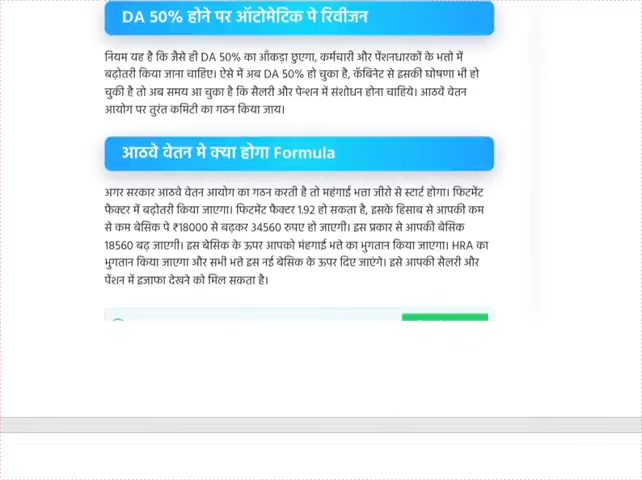 DA 50% होने पर ऑटोमेटिक पे रिवीजन
नियम यह है कि जैसे ही DA 50% का आँकड़ा छुएगा, कर्मचारी और पेंशनधारकों के भत्तो में
बढ़ोतरी किया जाना चाहिए। ऐसे में अब DA 50% हो चुका है, कॅबिनेट से इसकी घोषणा भी हो
चुकी है तो अब समय आ चुका है कि सैलरी और पेन्शन में संशोधन होना चाहिये। आठवें वेतन
आयोग पर तुरंत कमिटी का गठन किया जाय।
आठवे वेतन मे क्या होगा Formula
अगर सरकार आठवे वेतन आयोग का गठन करती है तो महंगाई भत्ता जीरो से स्टार्ट होगा। फिटमेंट
फैक्टर में बढ़ोतरी किया जाएगा। फिटमेंट फैक्टर 1.92 हो सकता है, इसके हिसाब से आपकी कम
से कम बेसिक पे ₹18000 से बढ़कर 34560 रुपए हो जाएगी। इस प्रकार से आपकी बेसिक
18560 बढ़ जाएगी। इस बेसिक के ऊपर आपको मंहगाई भत्ते का भुगतान किया जाएगा। HRA का
भुगतान किया जाएगा और सभी भत्ते इस नई बेसिक के ऊपर दिए जाएंगे। इसे आपकी सैलरी और
पेंशन में इजाफा देखने को मिल सकता है।